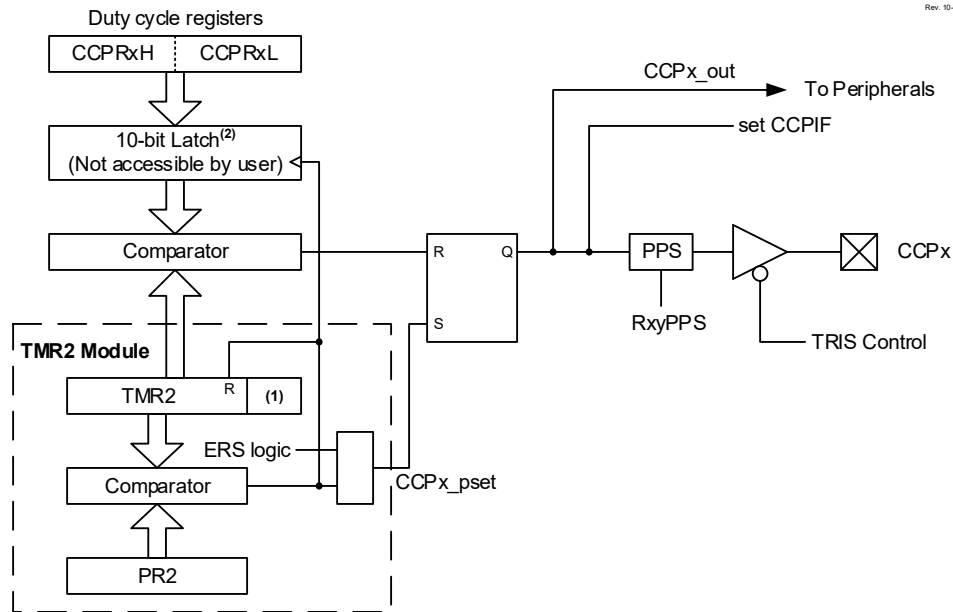 Rev. 10-
Duty cycle registers
CCPRxH CCPRxL
CCPx_out
To Peripherals
set CCPIF
10-bit Latch(2)
(Not accessible by user)
Comparator
R Q
PPS
CCPx
RxyPPS
S
TRIS Control
TMR2 Module
TMR2 R (1)
ERS logic
Comparator
CCPx_pset
PR2